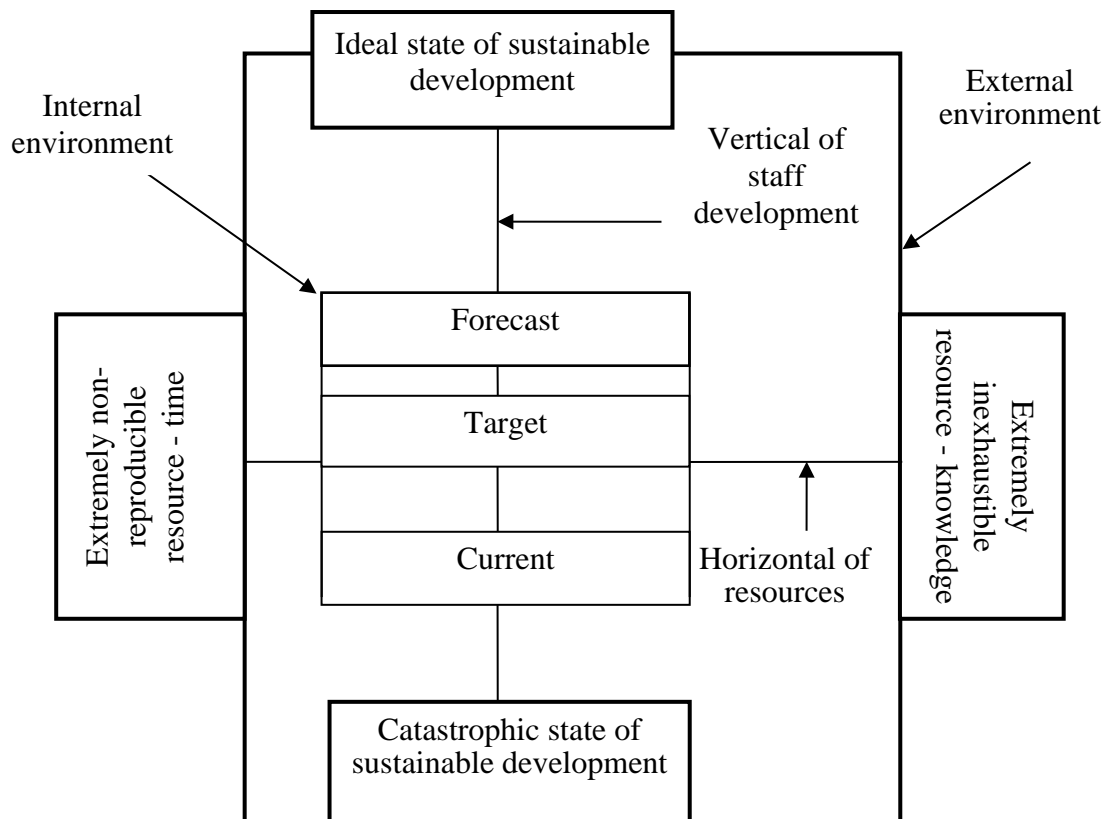 Ideal state of sustainable
development
Internal
environment
External
environment
Vertical of
staff
development
Forecast
Target
Current
Extremely non-
reproducible
resource - time
Extremely
inexhaustible
resource - knowledge
Horizontal of
resources
Catastrophic state of
sustainable development